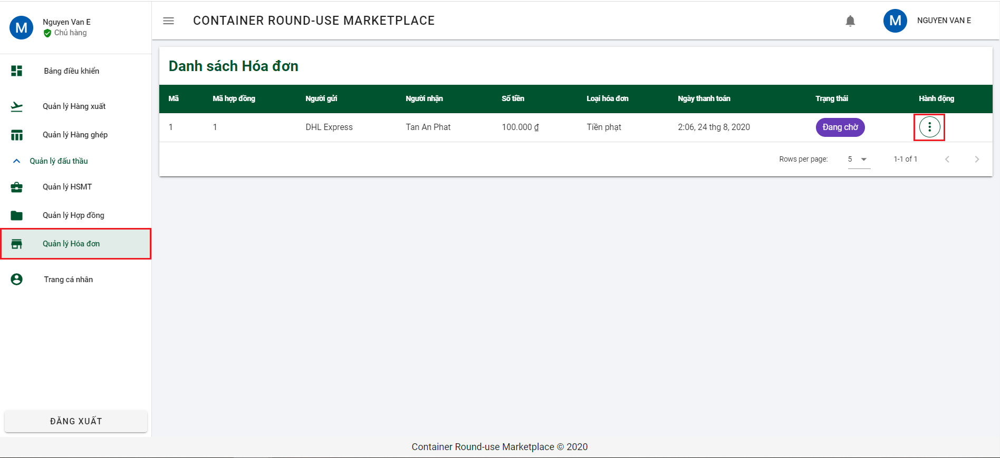 M
Nguyen Van E
Chủ hàng
CONTAINER ROUND-USE MARKETPLACE
M
NGUYEN VAN E
Bảng điều khiển
Quản lý Hàng xuất
Quản lý Hàng ghép
Quản lý đấu thầu
Quản lý HSMT
Quản lý Hợp đồng
Quản lý Hóa đơn
Trang cá nhân
ĐĂNG XUẤT
Danh sách Hóa đơn
Mã Mã hợp đồng Người gửi Người nhận Số tiền Loại hóa đơn Ngày thanh toán Trạng thái Hành động
1 1 DHL Express Tan An Phat 100.000 ₫ Tiền phạt 2:06, 24 thg 8, 2020 Đang chờ
Rows per page: 5 1-1 of 1
Container Round-use Marketplace © 2020